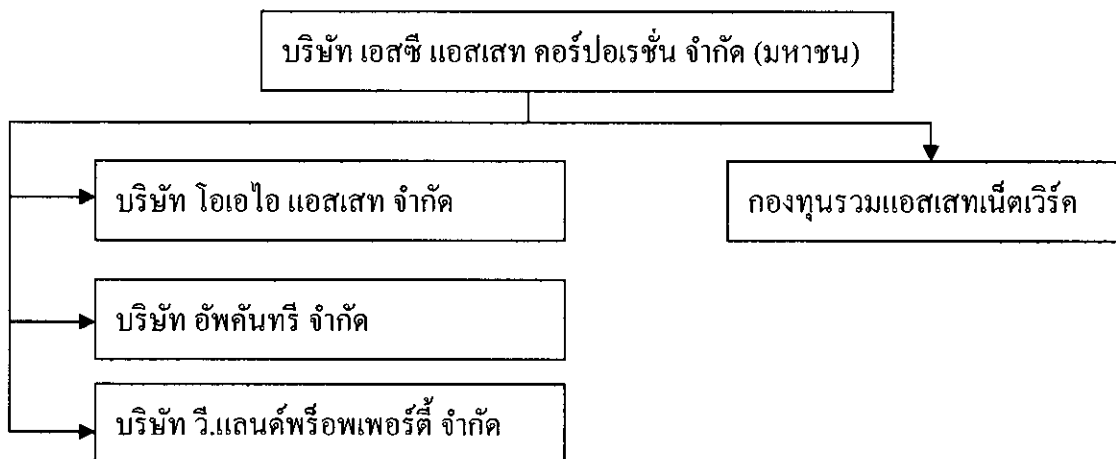 บริษัท เอสซี แอสเสท คอร์ปอเรชั่น จำกัด (มหาชน)
บริษัท โอเอไอ แอสเสท จำกัด
กองทุนรวมแอสเสทเน็ตเวิร์ค
บริษัท อัพคันทรี จำกัด
บริษัท วี.แลนด์พร็อพเพอร์ตี้ จำกัด